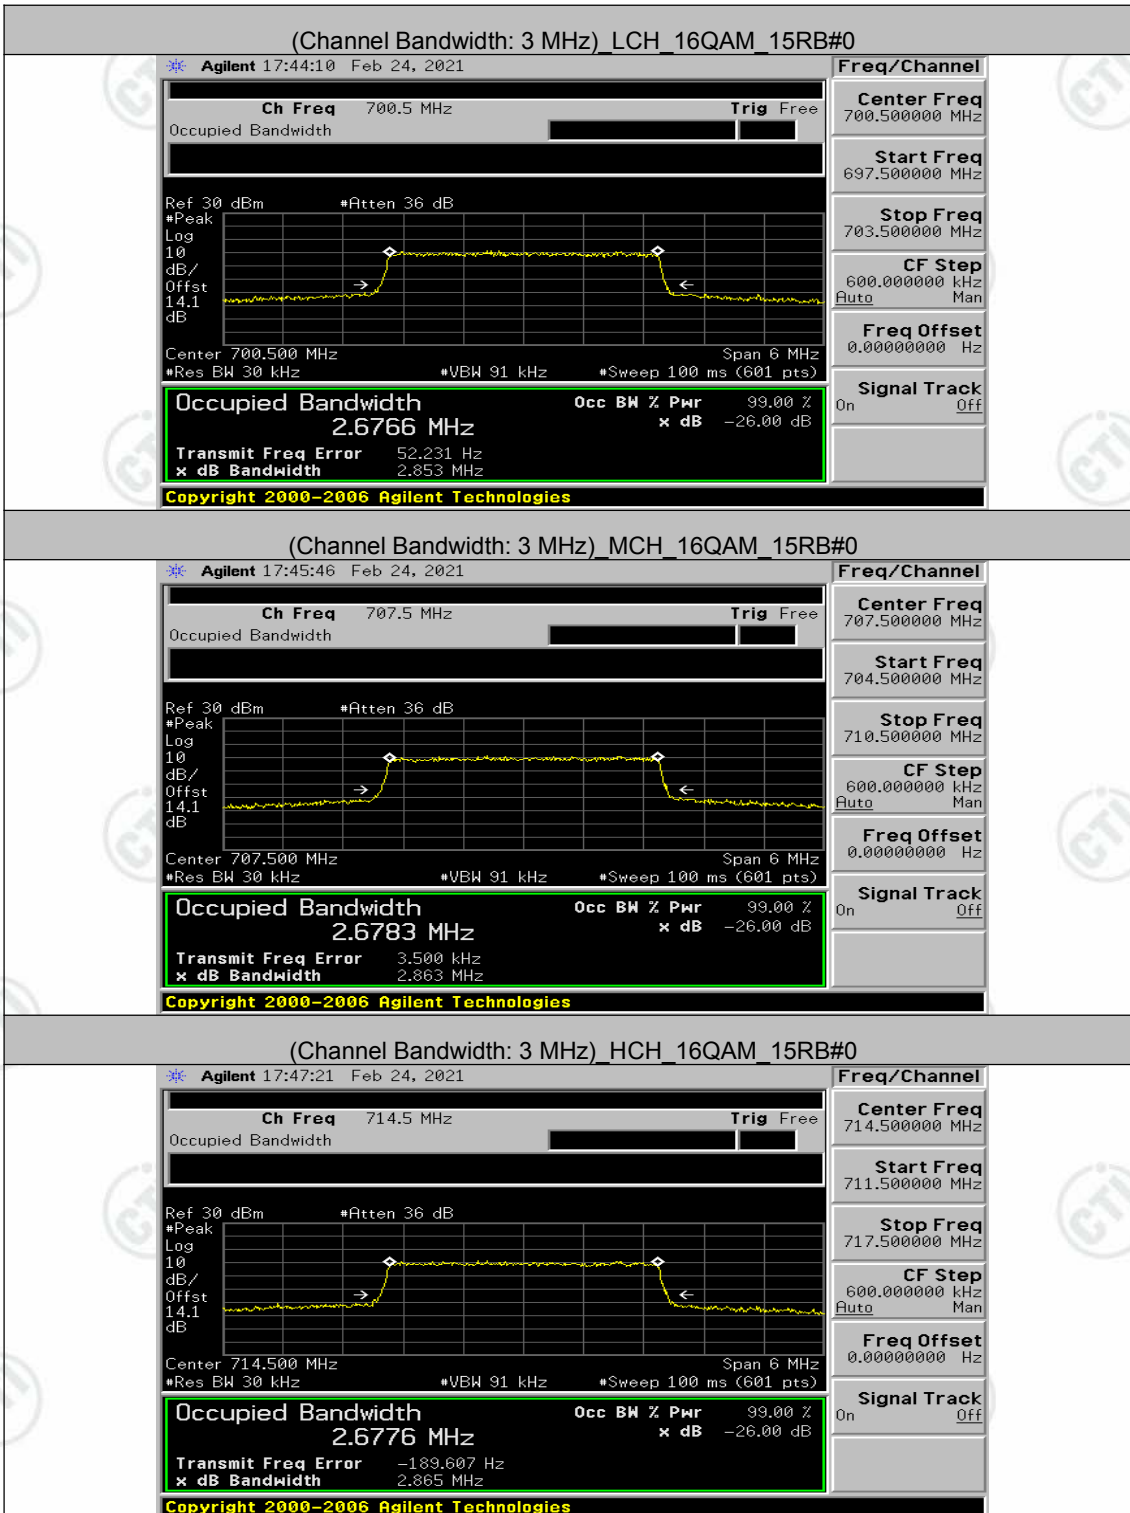 (Channel Bandwidth: 3 MHz)_LCH_16QAM_15RB#0
Agilent 17:44:10 Feb 24, 2021
Freq/Channel
Ch Freq 700.5 MHz Trig Free
Occupied Bandwidth
Center Freq
700.500000 MHz
Start Freq
697.500000 MHz
Stop Freq
703.500000 MHz
CF Step
600.000000 kHz
Auto Man
Freq Offset
0.00000000 Hz
Signal Track
On Off
Ref 30 dBm #Atten 36 dB
#Peak
Log
10
dB/
Offst
14.1
dB
Center 700.500 MHz Span 6 MHz
#Res BW 30 kHz #VBW 91 kHz #Sweep 100 ms (601 pts)
Occupied Bandwidth Occ BW % Pwr 99.00 %
2.6766 MHz x dB -26.00 dB
Transmit Freq Error 52.231 Hz
x dB Bandwidth 2.853 MHz
Copyright 2000-2006 Agilent Technologies
(Channel Bandwidth: 3 MHz)_MCH_16QAM_15RB#0
Agilent 17:45:46 Feb 24, 2021
Freq/Channel
Ch Freq 707.5 MHz Trig Free
Occupied Bandwidth
Center Freq
707.500000 MHz
Start Freq
704.500000 MHz
Stop Freq
710.500000 MHz
CF Step
600.000000 kHz
Auto Man
Freq Offset
0.00000000 Hz
Signal Track
On Off
Ref 30 dBm #Atten 36 dB
#Peak
Log
10
dB/
Offst
14.1
dB
Center 707.500 MHz Span 6 MHz
#Res BW 30 kHz #VBW 91 kHz #Sweep 100 ms (601 pts)
Occupied Bandwidth Occ BW % Pwr 99.00 %
2.6783 MHz x dB -26.00 dB
Transmit Freq Error 3.500 kHz
x dB Bandwidth 2.863 MHz
Copyright 2000-2006 Agilent Technologies
(Channel Bandwidth: 3 MHz)_HCH_16QAM_15RB#0
Agilent 17:47:21 Feb 24, 2021
Freq/Channel
Ch Freq 714.5 MHz Trig Free
Occupied Bandwidth
Center Freq
714.500000 MHz
Start Freq
711.500000 MHz
Stop Freq
717.500000 MHz
CF Step
600.000000 kHz
Auto Man
Freq Offset
0.00000000 Hz
Signal Track
On Off
Ref 30 dBm #Atten 36 dB
#Peak
Log
10
dB/
Offst
14.1
dB
Center 714.500 MHz Span 6 MHz
#Res BW 30 kHz #VBW 91 kHz #Sweep 100 ms (601 pts)
Occupied Bandwidth Occ BW % Pwr 99.00 %
2.6776 MHz x dB -26.00 dB
Transmit Freq Error -189.607 Hz
x dB Bandwidth 2.865 MHz
Copyright 2000-2006 Agilent Technologies
CTI
CTI
CTI
CTI
CTI
CTI
CTI
CTI